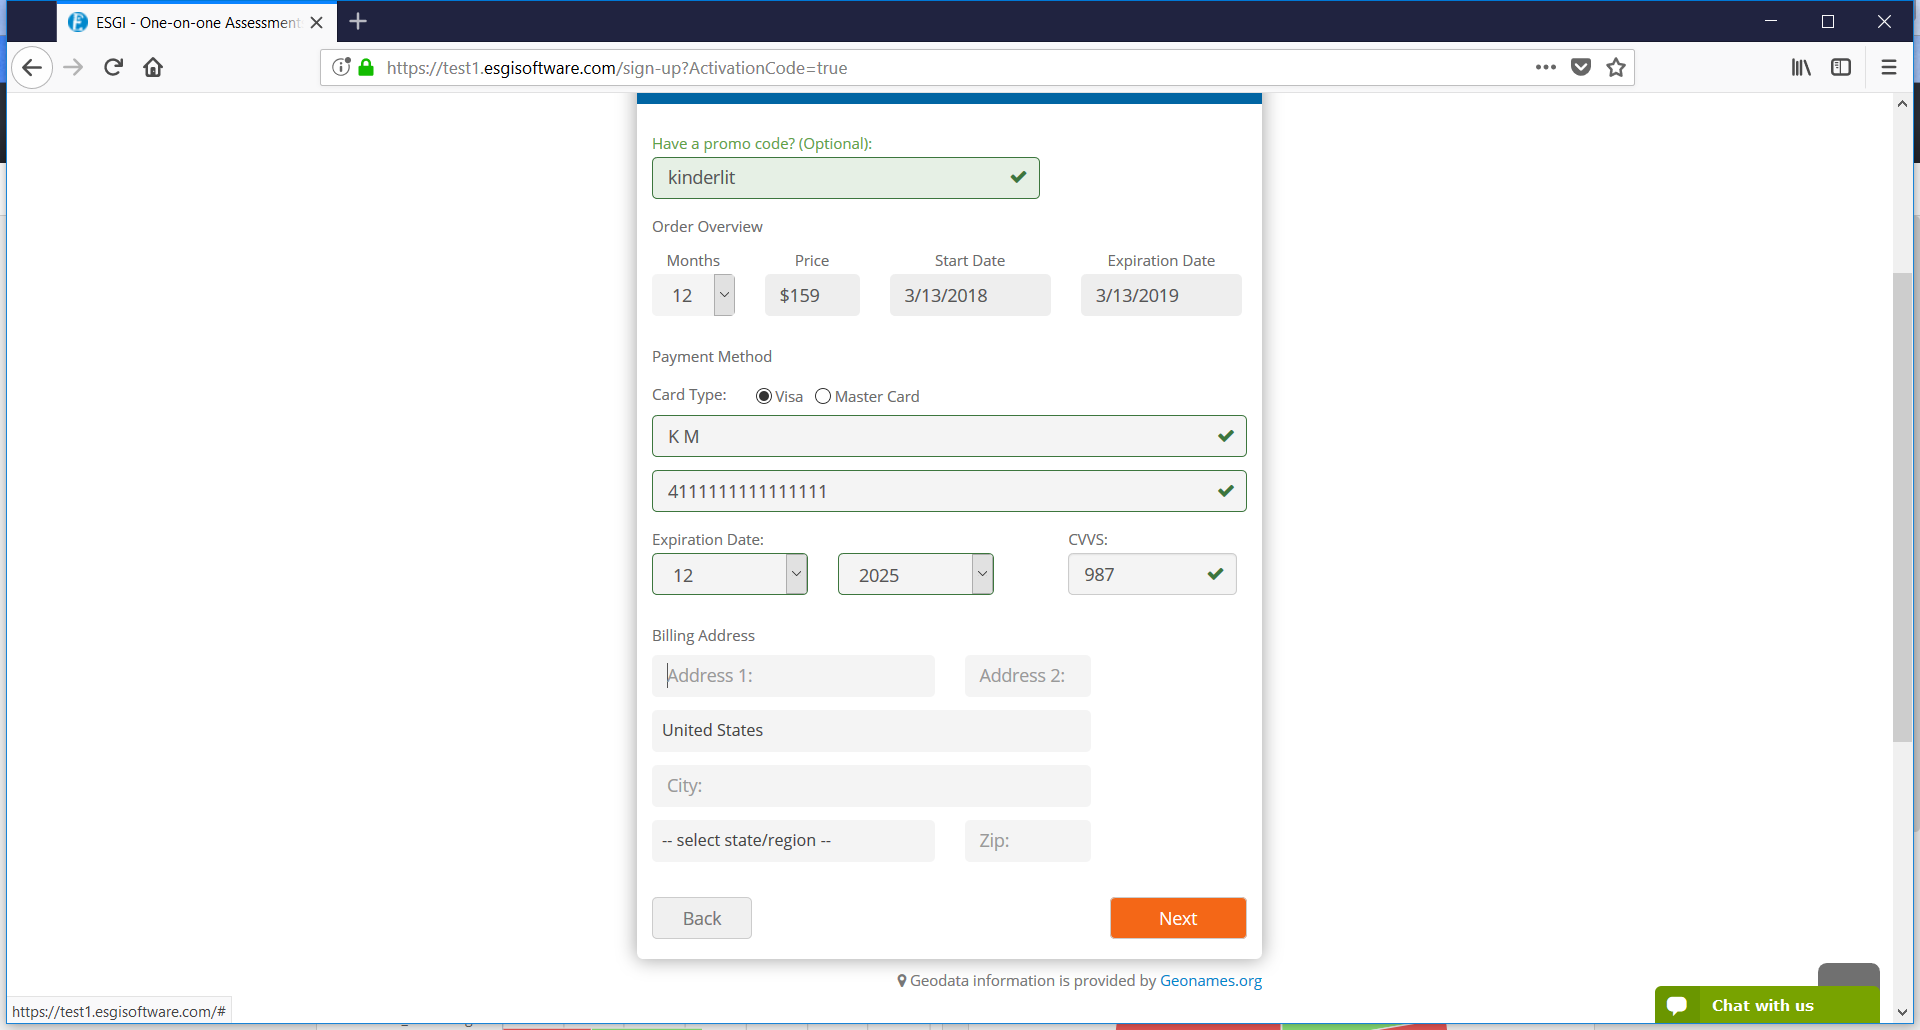 ESGI - One-on-one Assessment
https://test1.esgisoftware.com/sign-up?ActivationCode=true
Have a promo code? (Optional):
kinderlit
Order Overview
Months Price Start Date Expiration Date
12 $159 3/13/2018 3/13/2019
Payment Method
Card Type: Visa Master Card
K M
4111111111111111
Expiration Date: CVVS:
12 2025 987
Billing Address
Address 1: Address 2:
United States
City:
-- select state/region -- Zip:
Back Next
Geodata information is provided by Geonames.org
Chat with us
https://test1.esgisoftware.com/#